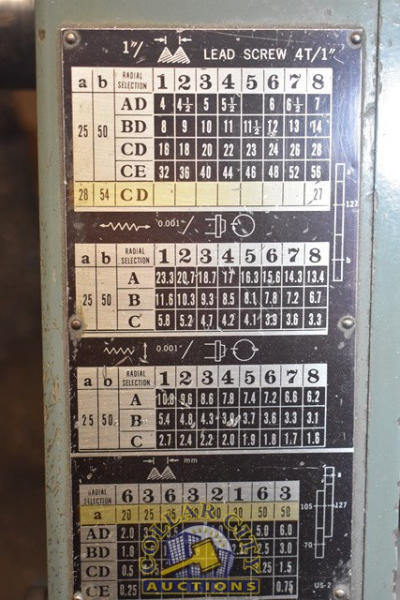 1"/ LEAD SCREW 4T/1"
a b RADIAL SELECTION 1 2 3 4 5 6 7 8
AD 4 4½ 5 5½ 6 6½ 7
25 50 BD 8 9 10 11 11½ 12 13 14
CD 16 18 20 22 23 24 26 28
CE 32 36 40 44 46 48 52 56
28 54 CD 27
127
b
0.001"/
a b RADIAL SELECTION 1 2 3 4 5 6 7 8
A 23.3 20.7 18.7 17 16.3 15.6 14.3 13.4
25 50 B 11.6 10.3 9.3 8.5 8.1 7.8 7.2 6.7
C 5.8 5.2 4.7 4.2 4.1 3.6 3.3
0.001"/
a b RADIAL SELECTION 1 2 3 4 5 6 7 8
A 10.8 9.6 8.6 7.8 7.4 7.2 6.6 6.2
25 50 B 5.4 4.8 4.3 3.7 3.6 3.3 3.1
C 2.7 2.4 2.2 2.0 1.9 1.8 1.7 1.6
mm
RADIAL SELECTION 6 3 6 3 2 1 6 3
a 20 25 50 50
AD 2.0 5.0 6.0
BD 1.0 3.0
CD 1.5
CE 0.75
a
105 127
70
US-2
COLLAR CITY
AUCTIONS